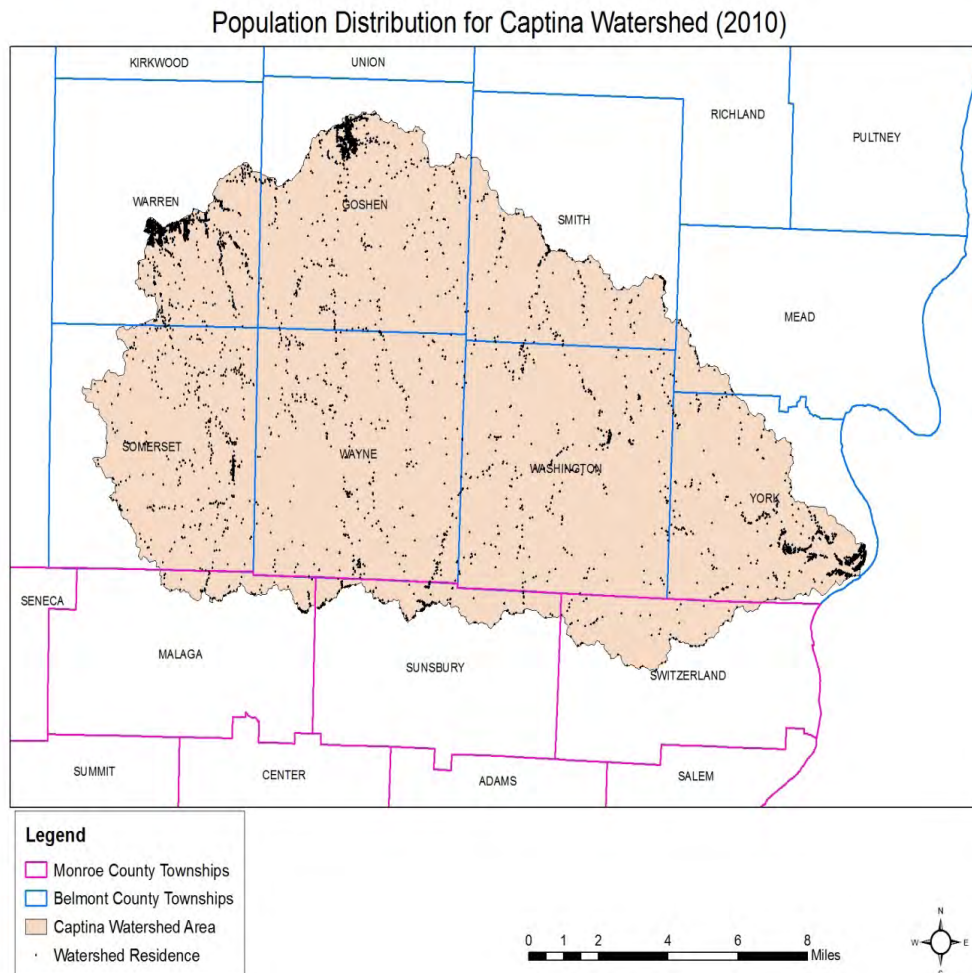 Population Distribution for Captina Watershed (2010)
KIRKWOOD
UNION
RICHLAND
PULTNEY
WARREN
GOSHEN
SMITH
MEAD
SOMERSET
WAYNE
WASHINGTON
YORK
SENECA
MALAGA
SUNSBURY
SWITZERLAND
SUMMIT
CENTER
ADAMS
SALEM
Legend
Monroe County Townships
Belmont County Townships
Captina Watershed Area
Watershed Residence
0 1 2 4 6 8
Miles
N
W E
S